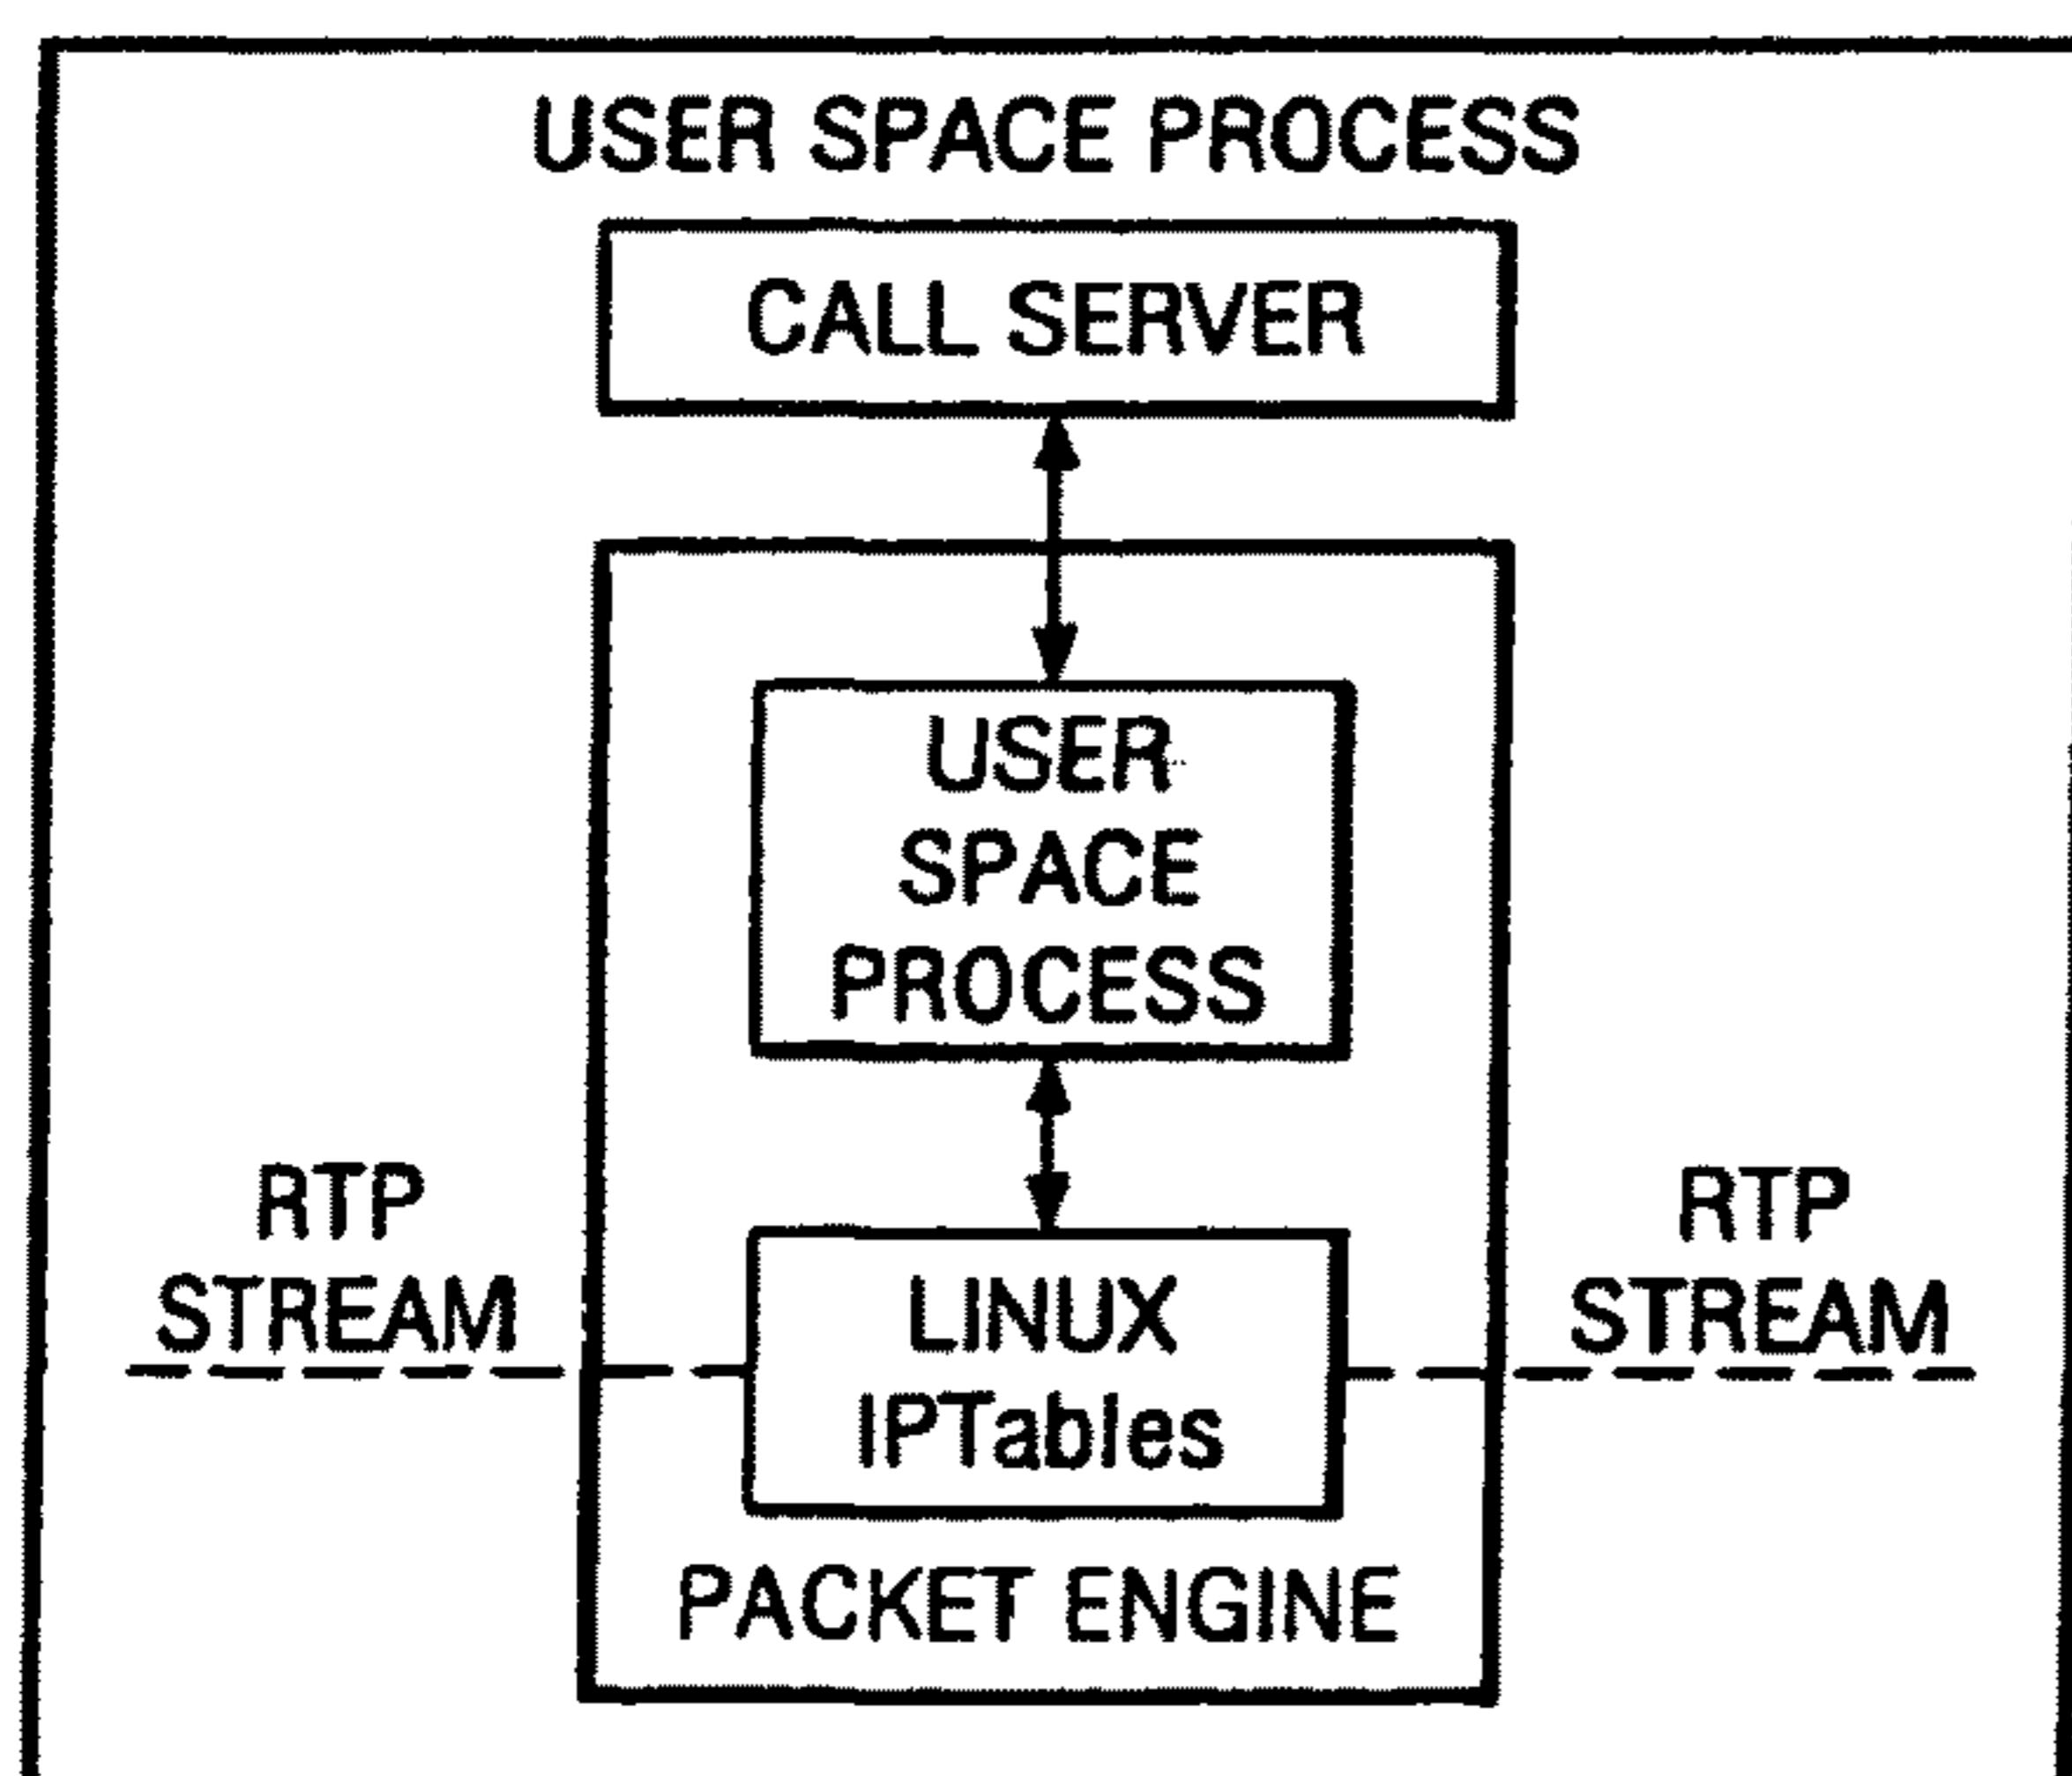 USER SPACE PROCESS
CALL SERVER
USER
SPACE
PROCESS
RTP
STREAM
RTP
STREAM
LINUX
IPTables
PACKET ENGINE